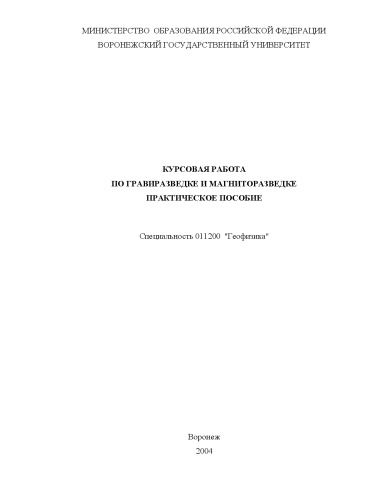 МИНИСТЕРСТВО ОБРАЗОВАНИЯ РОССИЙСКОЙ ФЕДЕРАЦИИ
ВОРОНЕЖСКИЙ ГОСУДАРСТВЕННЫЙ УНИВЕРСИТЕТ
КУРСОВАЯ РАБОТА
ПО ГРАВИРАЗВЕДКЕ И МАГНИТОРАЗВЕДКЕ
ПРАКТИЧЕСКОЕ ПОСОБИЕ
Специальность 011200 "Геофизика"
Воронеж
2004